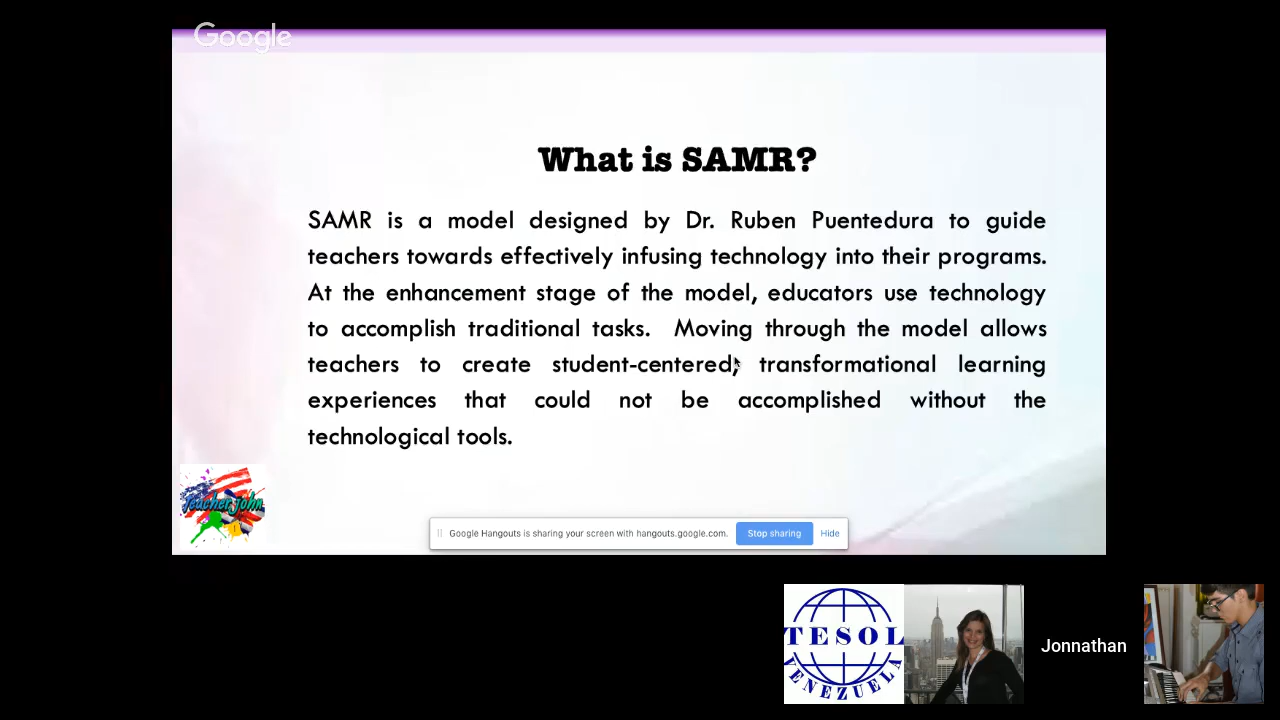 Google
What is SAMR?
SAMR is a model designed by Dr. Ruben Puentedura to guide
teachers towards effectively infusing technology into their programs.
At the enhancement stage of the model, educators use technology
to accomplish traditional tasks. Moving through the model allows
teachers to create student-centered, transformational learning
experiences that could not be accomplished without the
technological tools.
Teacher John
Google Hangouts is sharing your screen with hangouts.google.com.
Stop sharing
Hide
TESOL
VENEZUELA
Jonnathan